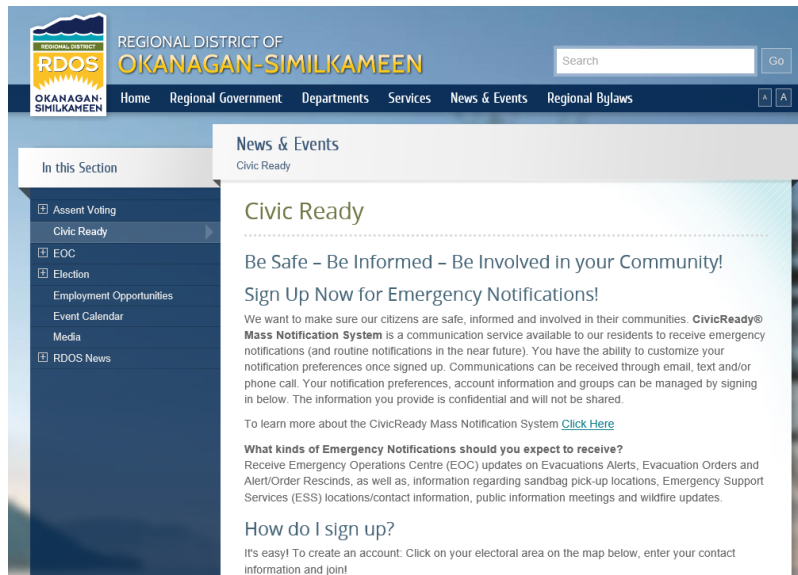 REGIONAL DISTRICT
RDOS
OKANAGAN-
SIMILKAMEEN
REGIONAL DISTRICT OF
OKANAGAN-SIMILKAMEEN
Search
Go
Home Regional Government Departments Services News & Events Regional Bylaws
A A
In this Section
Assent Voting
Civic Ready
EOC
Election
Employment Opportunities
Event Calendar
Media
RDOS News
News & Events
Civic Ready
Civic Ready
Be Safe – Be Informed – Be Involved in your Community!
Sign Up Now for Emergency Notifications!
We want to make sure our citizens are safe, informed and involved in their communities. CivicReady®
Mass Notification System is a communication service available to our residents to receive emergency
notifications (and routine notifications in the near future). You have the ability to customize your
notification preferences once signed up. Communications can be received through email, text and/or
phone call. Your notification preferences, account information and groups can be managed by signing
in below. The information you provide is confidential and will not be shared.
To learn more about the CivicReady Mass Notification System Click Here
What kinds of Emergency Notifications should you expect to receive?
Receive Emergency Operations Centre (EOC) updates on Evacuations Alerts, Evacuation Orders and
Alert/Order Rescinds, as well as, information regarding sandbag pick-up locations, Emergency Support
Services (ESS) locations/contact information, public information meetings and wildfire updates.
How do I sign up?
It's easy! To create an account: Click on your electoral area on the map below, enter your contact
information and join!